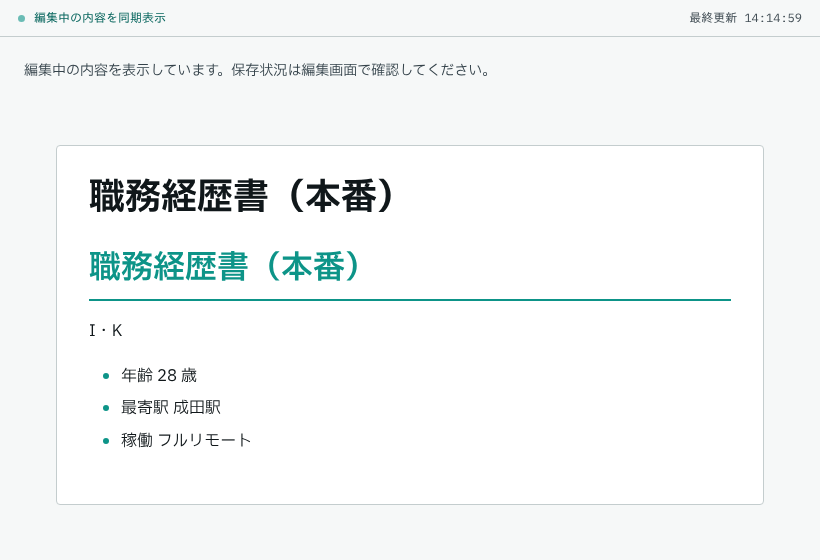 編集中の内容を同期表示
最終更新 14:14:59
編集中の内容を表示しています。保存状況は編集画面で確認してください。
職務経歴書（本番）
職務経歴書（本番）
I・K
年齢 28 歳
最寄駅 成田駅
稼働 フルリモート